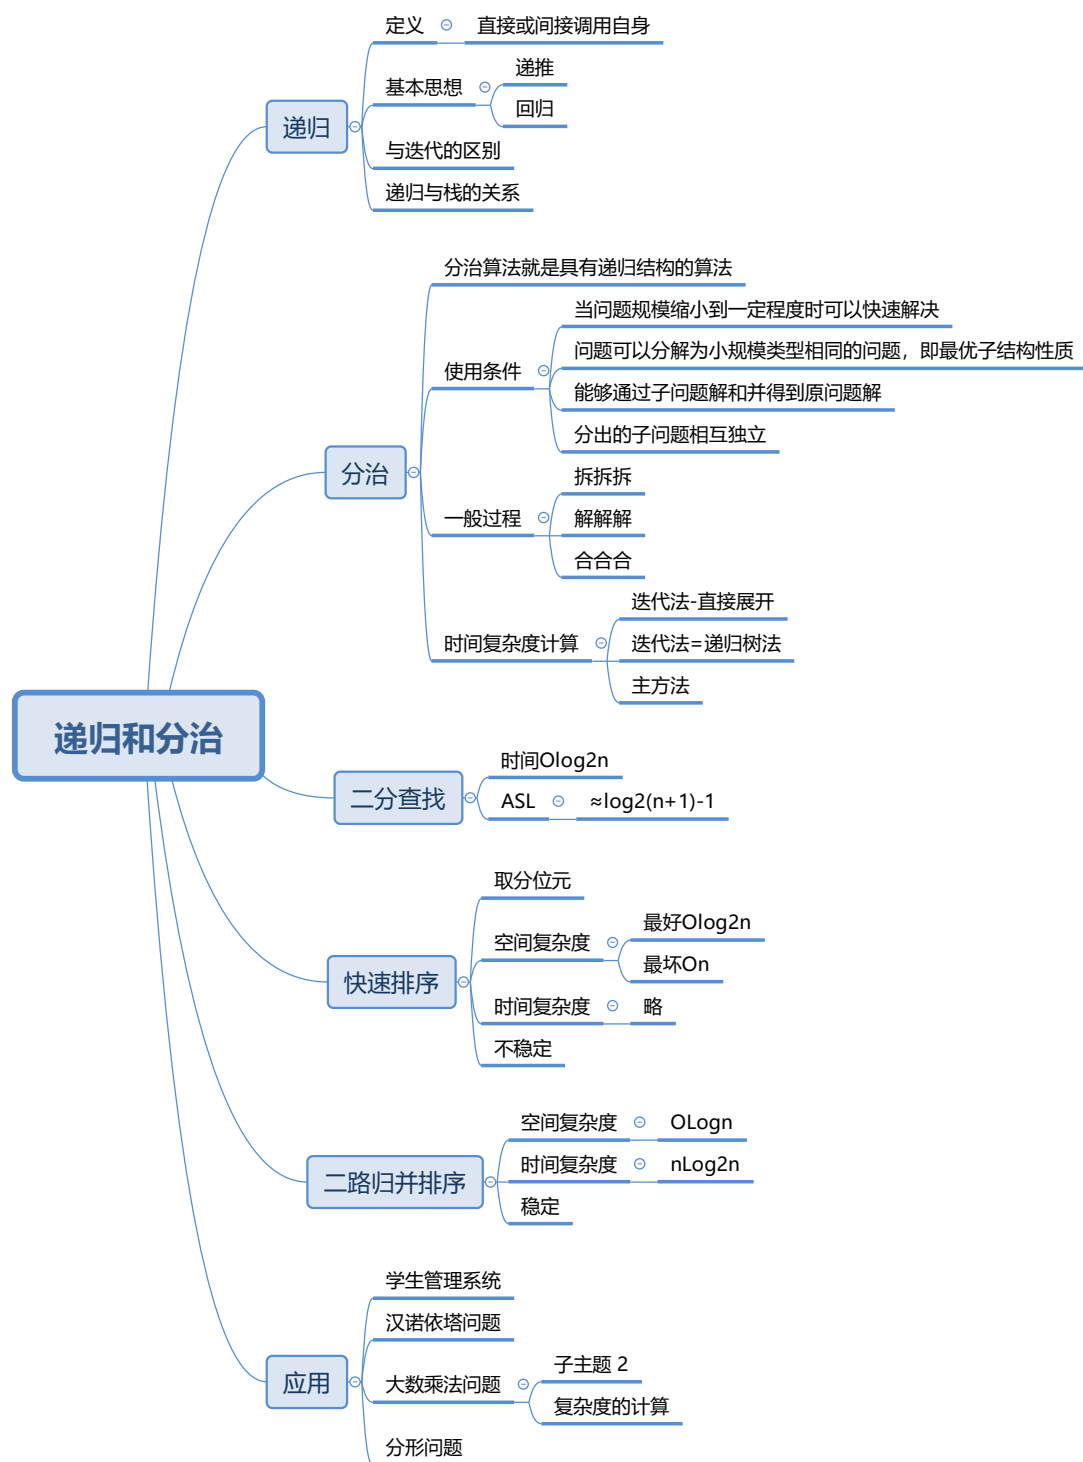 递归和分治
递归
定义
直接或间接调用自身
基本思想
递推
回归
与迭代的区别
递归与栈的关系
分治
分治算法就是具有递归结构的算法
使用条件
当问题规模缩小到一定程度时可以快速解决
问题可以分解为小规模类型相同的问题，即最优子结构性质
能够通过子问题解和并得到原问题解
分出的子问题相互独立
一般过程
拆拆拆
解解解
合合合
时间复杂度计算
迭代法-直接展开
迭代法=递归树法
主方法
二分查找
时间Olog2n
ASL
≈log2(n+1)-1
快速排序
取分位元
空间复杂度
最好Olog2n
最坏On
时间复杂度
略
不稳定
二路归并排序
空间复杂度
OLogn
时间复杂度
nLog2n
稳定
应用
学生管理系统
汉诺依塔问题
大数乘法问题
子主题 2
复杂度的计算
分形问题